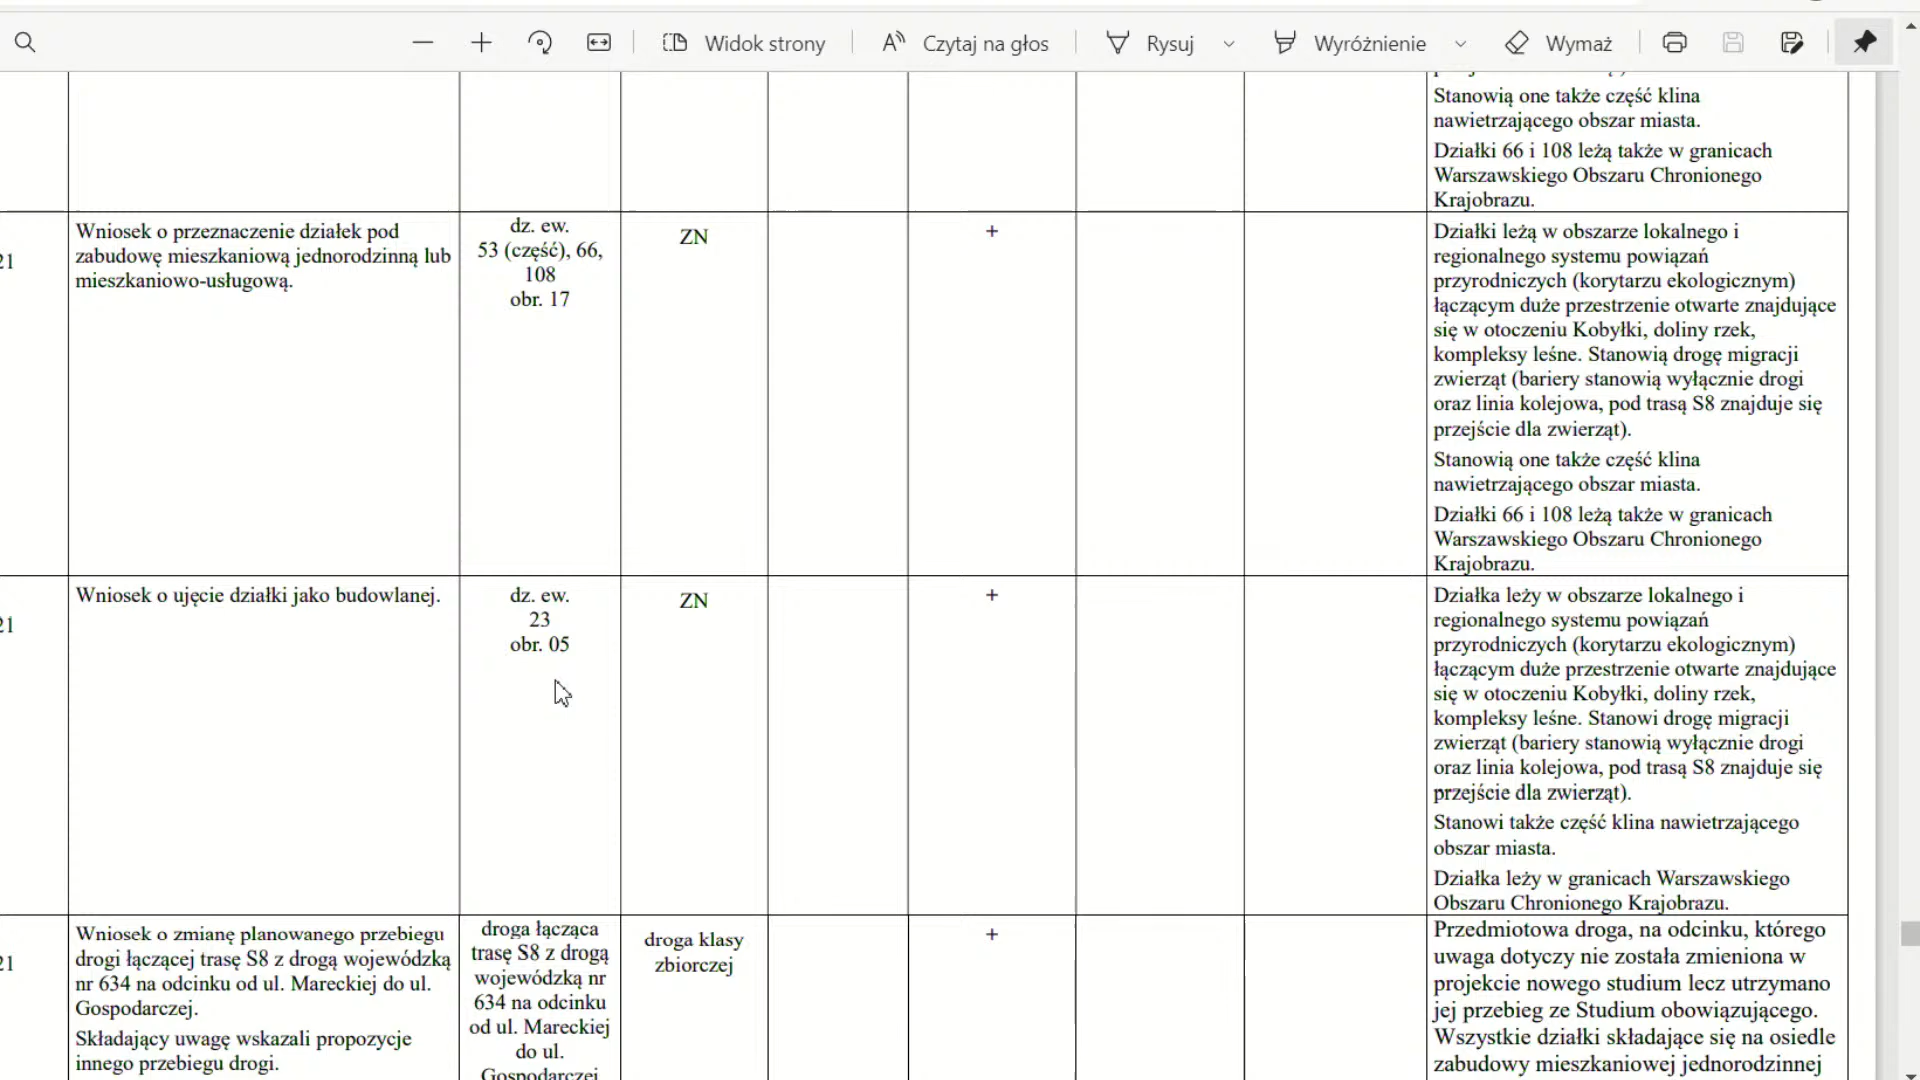 Widok strony
Czytaj na głos
Rysuj
Wyróżnienie
Wymaż
Stanowią one także część klina
nawietrzającego obszar miasta.
Działki 66 i 108 leżą także w granicach
Warszawskiego Obszaru Chronionego
Krajobrazu.
21
Wniosek o przeznaczenie działek pod
zabudowę mieszkaniową jednorodzinną lub
mieszkaniowo-usługową.
dz. ew.
53 (część), 66,
108
obr. 17
ZN
+
Działki leżą w obszarze lokalnego i
regionalnego systemu powiązań
przyrodniczych (korytarzu ekologicznym)
łączącym duże przestrzenie otwarte znajdujące
się w otoczeniu Kobyłki, doliny rzek,
kompleksy leśne. Stanowią drogę migracji
zwierząt (bariery stanowią wyłącznie drogi
oraz linia kolejowa, pod trasą S8 znajduje się
przejście dla zwierząt).
Stanowią one także część klina
nawietrzającego obszar miasta.
Działki 66 i 108 leżą także w granicach
Warszawskiego Obszaru Chronionego
Krajobrazu.
21
Wniosek o ujęcie działki jako budowlanej.
dz. ew.
23
obr. 05
ZN
+
Działka leży w obszarze lokalnego i
regionalnego systemu powiązań
przyrodniczych (korytarzu ekologicznym)
łączącym duże przestrzenie otwarte znajdujące
się w otoczeniu Kobyłki, doliny rzek,
kompleksy leśne. Stanowi drogę migracji
zwierząt (bariery stanowią wyłącznie drogi
oraz linia kolejowa, pod trasą S8 znajduje się
przejście dla zwierząt).
Stanowi także część klina nawietrzającego
obszar miasta.
Działka leży w granicach Warszawskiego
Obszaru Chronionego Krajobrazu.
21
Wniosek o zmianę planowanego przebiegu
drogi łączącej trasę S8 z drogą wojewódzką
nr 634 na odcinku od ul. Mareckiej do ul.
Gospodarczej.
Składający uwagę wskazali propozycje
innego przebiegu drogi.
droga łącząca
trasę S8 z drogą
wojewódzką nr
634 na odcinku
od ul. Mareckiej
do ul.
Gospodarczej
droga klasy
zbiorczej
+
Przedmiotowa droga, na odcinku, którego
uwaga dotyczy nie została zmieniona w
projekcie nowego studium lecz utrzymano
jej przebieg ze Studium obowiązującego.
Wszystkie działki składające się na osiedle
zabudowy mieszkaniowej jednorodzinnej